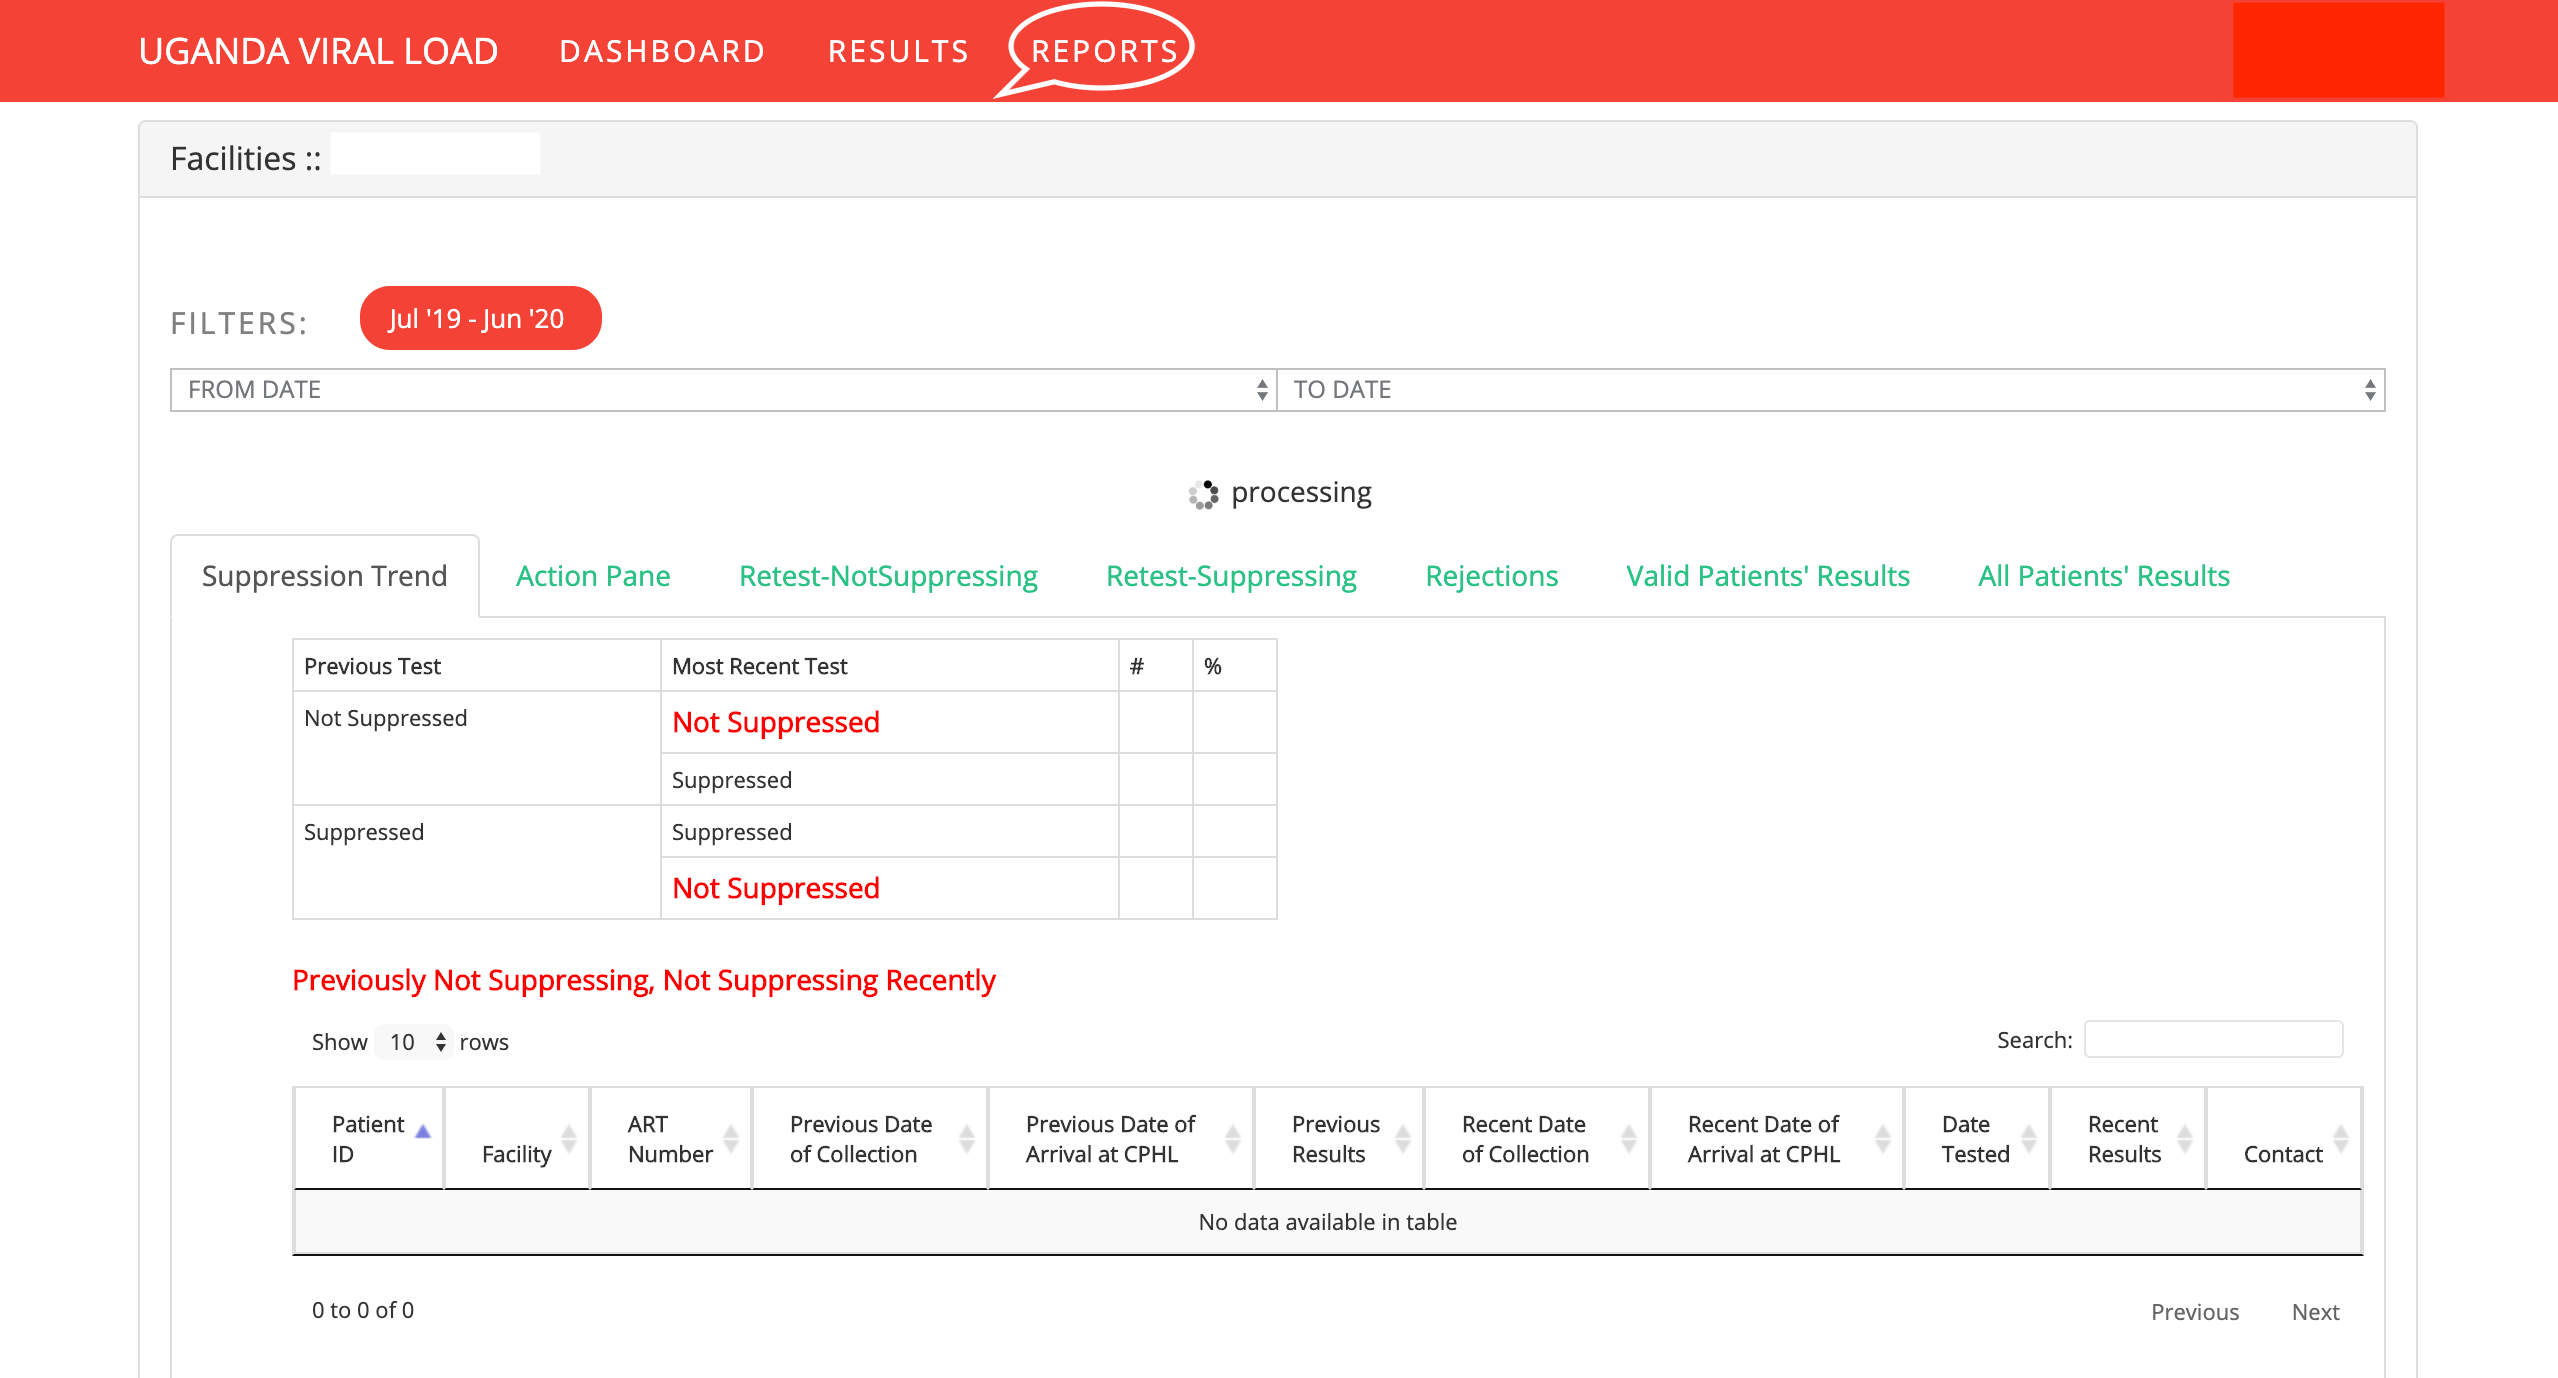 UGANDA VIRAL LOAD DASHBOARD RESULTS REPORTS
Facilities ::
FILTERS: Jul '19 - Jun '20
FROM DATE TO DATE
processing
Suppression Trend Action Pane Retest-NotSuppressing Retest-Suppressing Rejections Valid Patients' Results All Patients' Results
Previous Test Most Recent Test # %
Not Suppressed Not Suppressed
Suppressed
Suppressed Suppressed
Not Suppressed
Previously Not Suppressing, Not Suppressing Recently
Show 10 rows Search:
Patient ID Facility ART Number Previous Date of Collection Previous Date of Arrival at CPHL Previous Results Recent Date of Collection Recent Date of Arrival at CPHL Date Tested Recent Results Contact
No data available in table
0 to 0 of 0 Previous Next